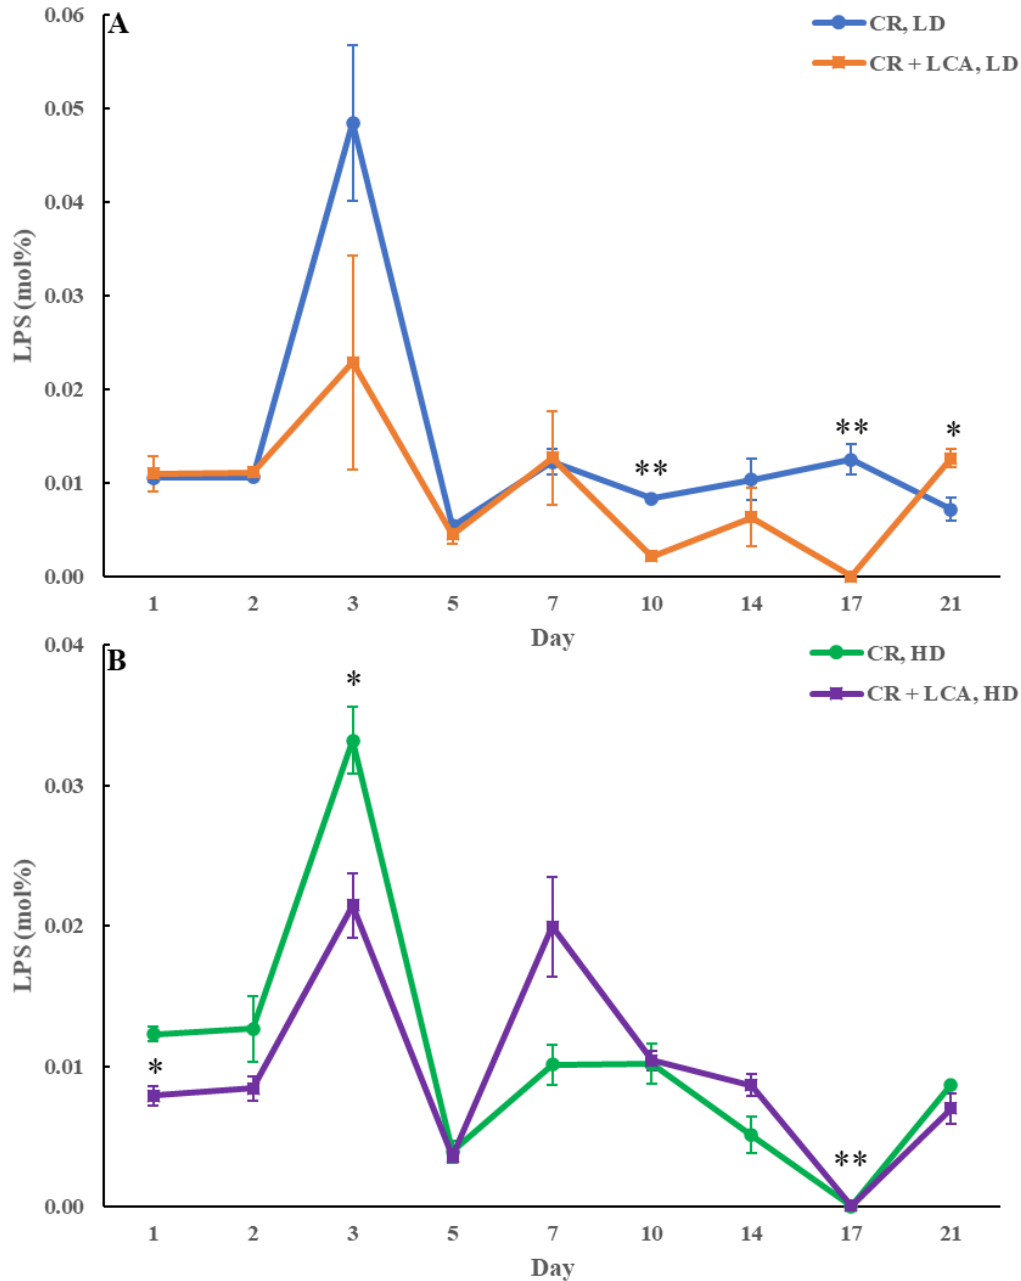 A
CR, LD
CR + LCA, LD
LPS (mol%)
0.06
0.05
0.04
0.03
0.02
0.01
0.00
**
**
*
1 2 3 5 7 10 14 17 21
Day
B
CR, HD
CR + LCA, HD
LPS (mol%)
0.04
0.03
0.02
0.01
0.00
*
*
**
1 2 3 5 7 10 14 17 21
Day